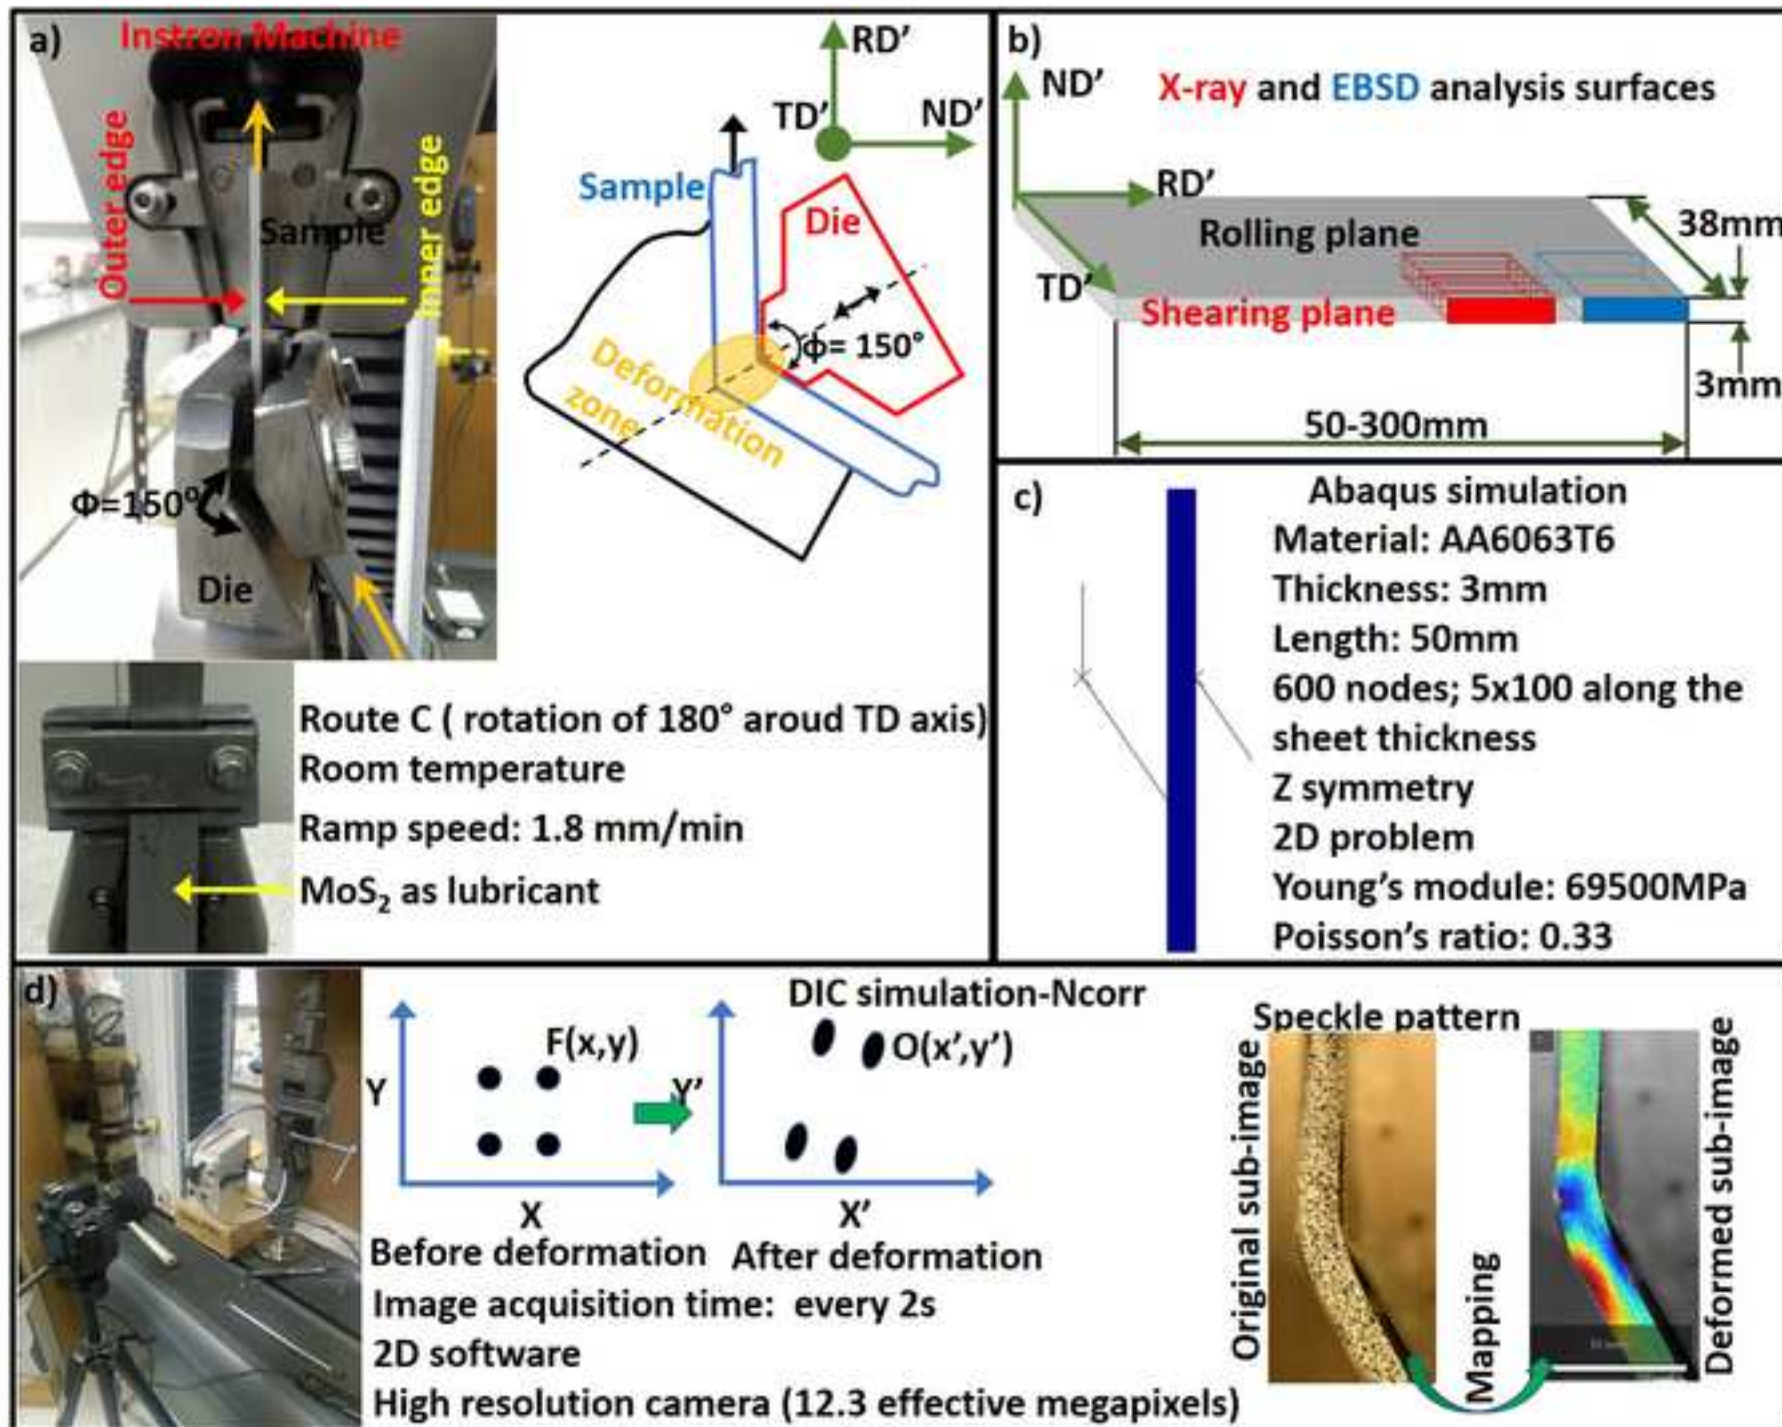 a)
Instron Machine
Outer edge
Inner edge
Sample
Φ=150°
Die
RD’
TD’
ND’
Sample
Die
ϕ= 150°
Deformation
zone
Route C ( rotation of 180° aroud TD axis)
Room temperature
Ramp speed: 1.8 mm/min
MoS₂ as lubricant
b)
ND’
X-ray and EBSD analysis surfaces
RD’
Rolling plane
38mm
TD’
Shearing plane
3mm
50-300mm
c)
Abaqus simulation
Material: AA6063T6
Thickness: 3mm
Length: 50mm
600 nodes; 5x100 along the
sheet thickness
Z symmetry
2D problem
Young’s module: 69500MPa
Poisson’s ratio: 0.33
d)
DIC simulation-Ncorr
F(x,y)
O(x’,y’)
Y
Y’
X
X’
Before deformation
After deformation
Image acquisition time: every 2s
2D software
High resolution camera (12.3 effective megapixels)
Speckle pattern
Original sub-image
Mapping
Deformed sub-image